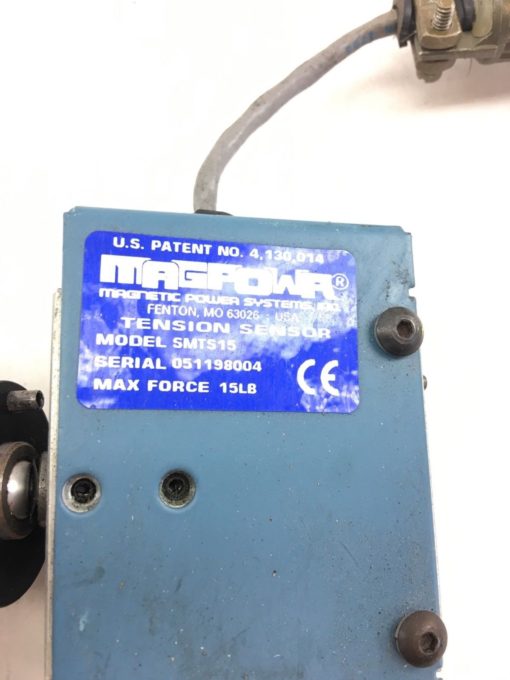 U.S. PATENT NO. 4,130,014
MAGPOWR®
MAGNETIC POWER SYSTEMS, INC.
FENTON, MO 63026 USA
TENSION SENSOR
MODEL SMTS15
SERIAL 051198004
MAX FORCE 15LB
CE